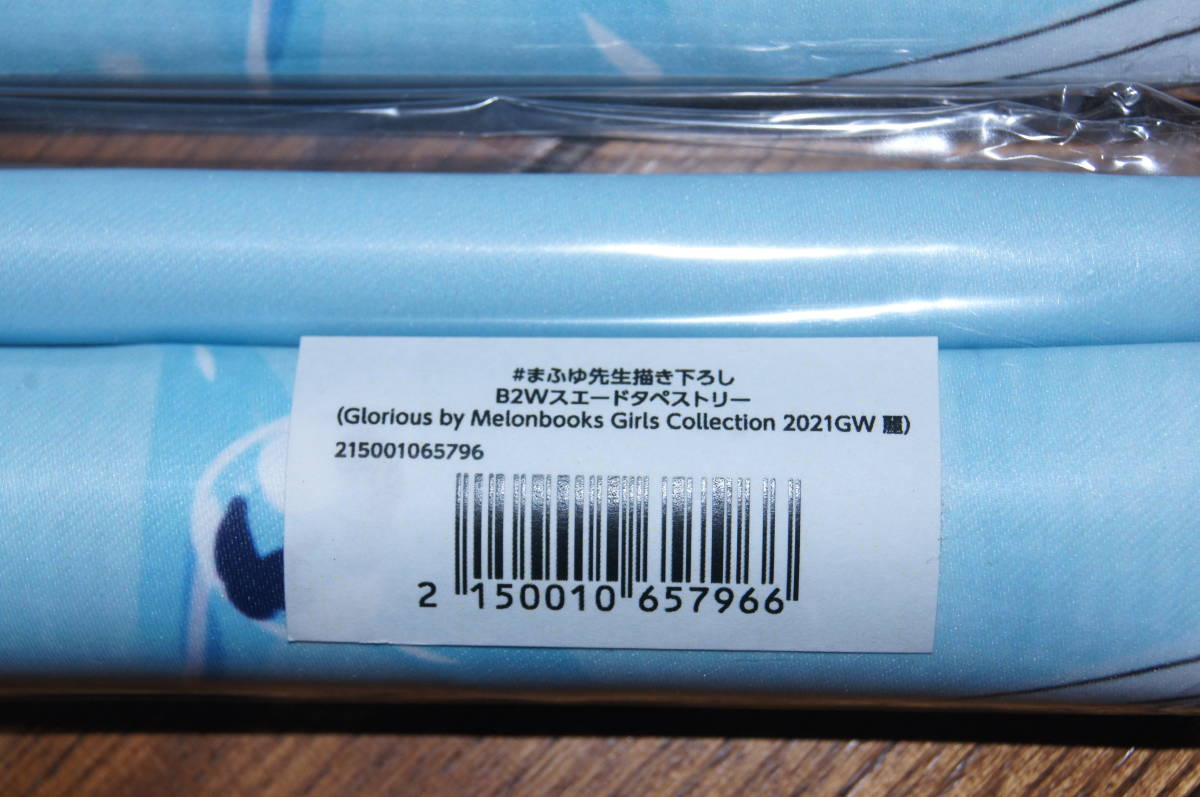 #まふゆ先生描き下ろし
B2Wスエードタペストリー
(Glorious by Melonbooks Girls Collection 2021GW 麗)
215001065796
2 150010 657966